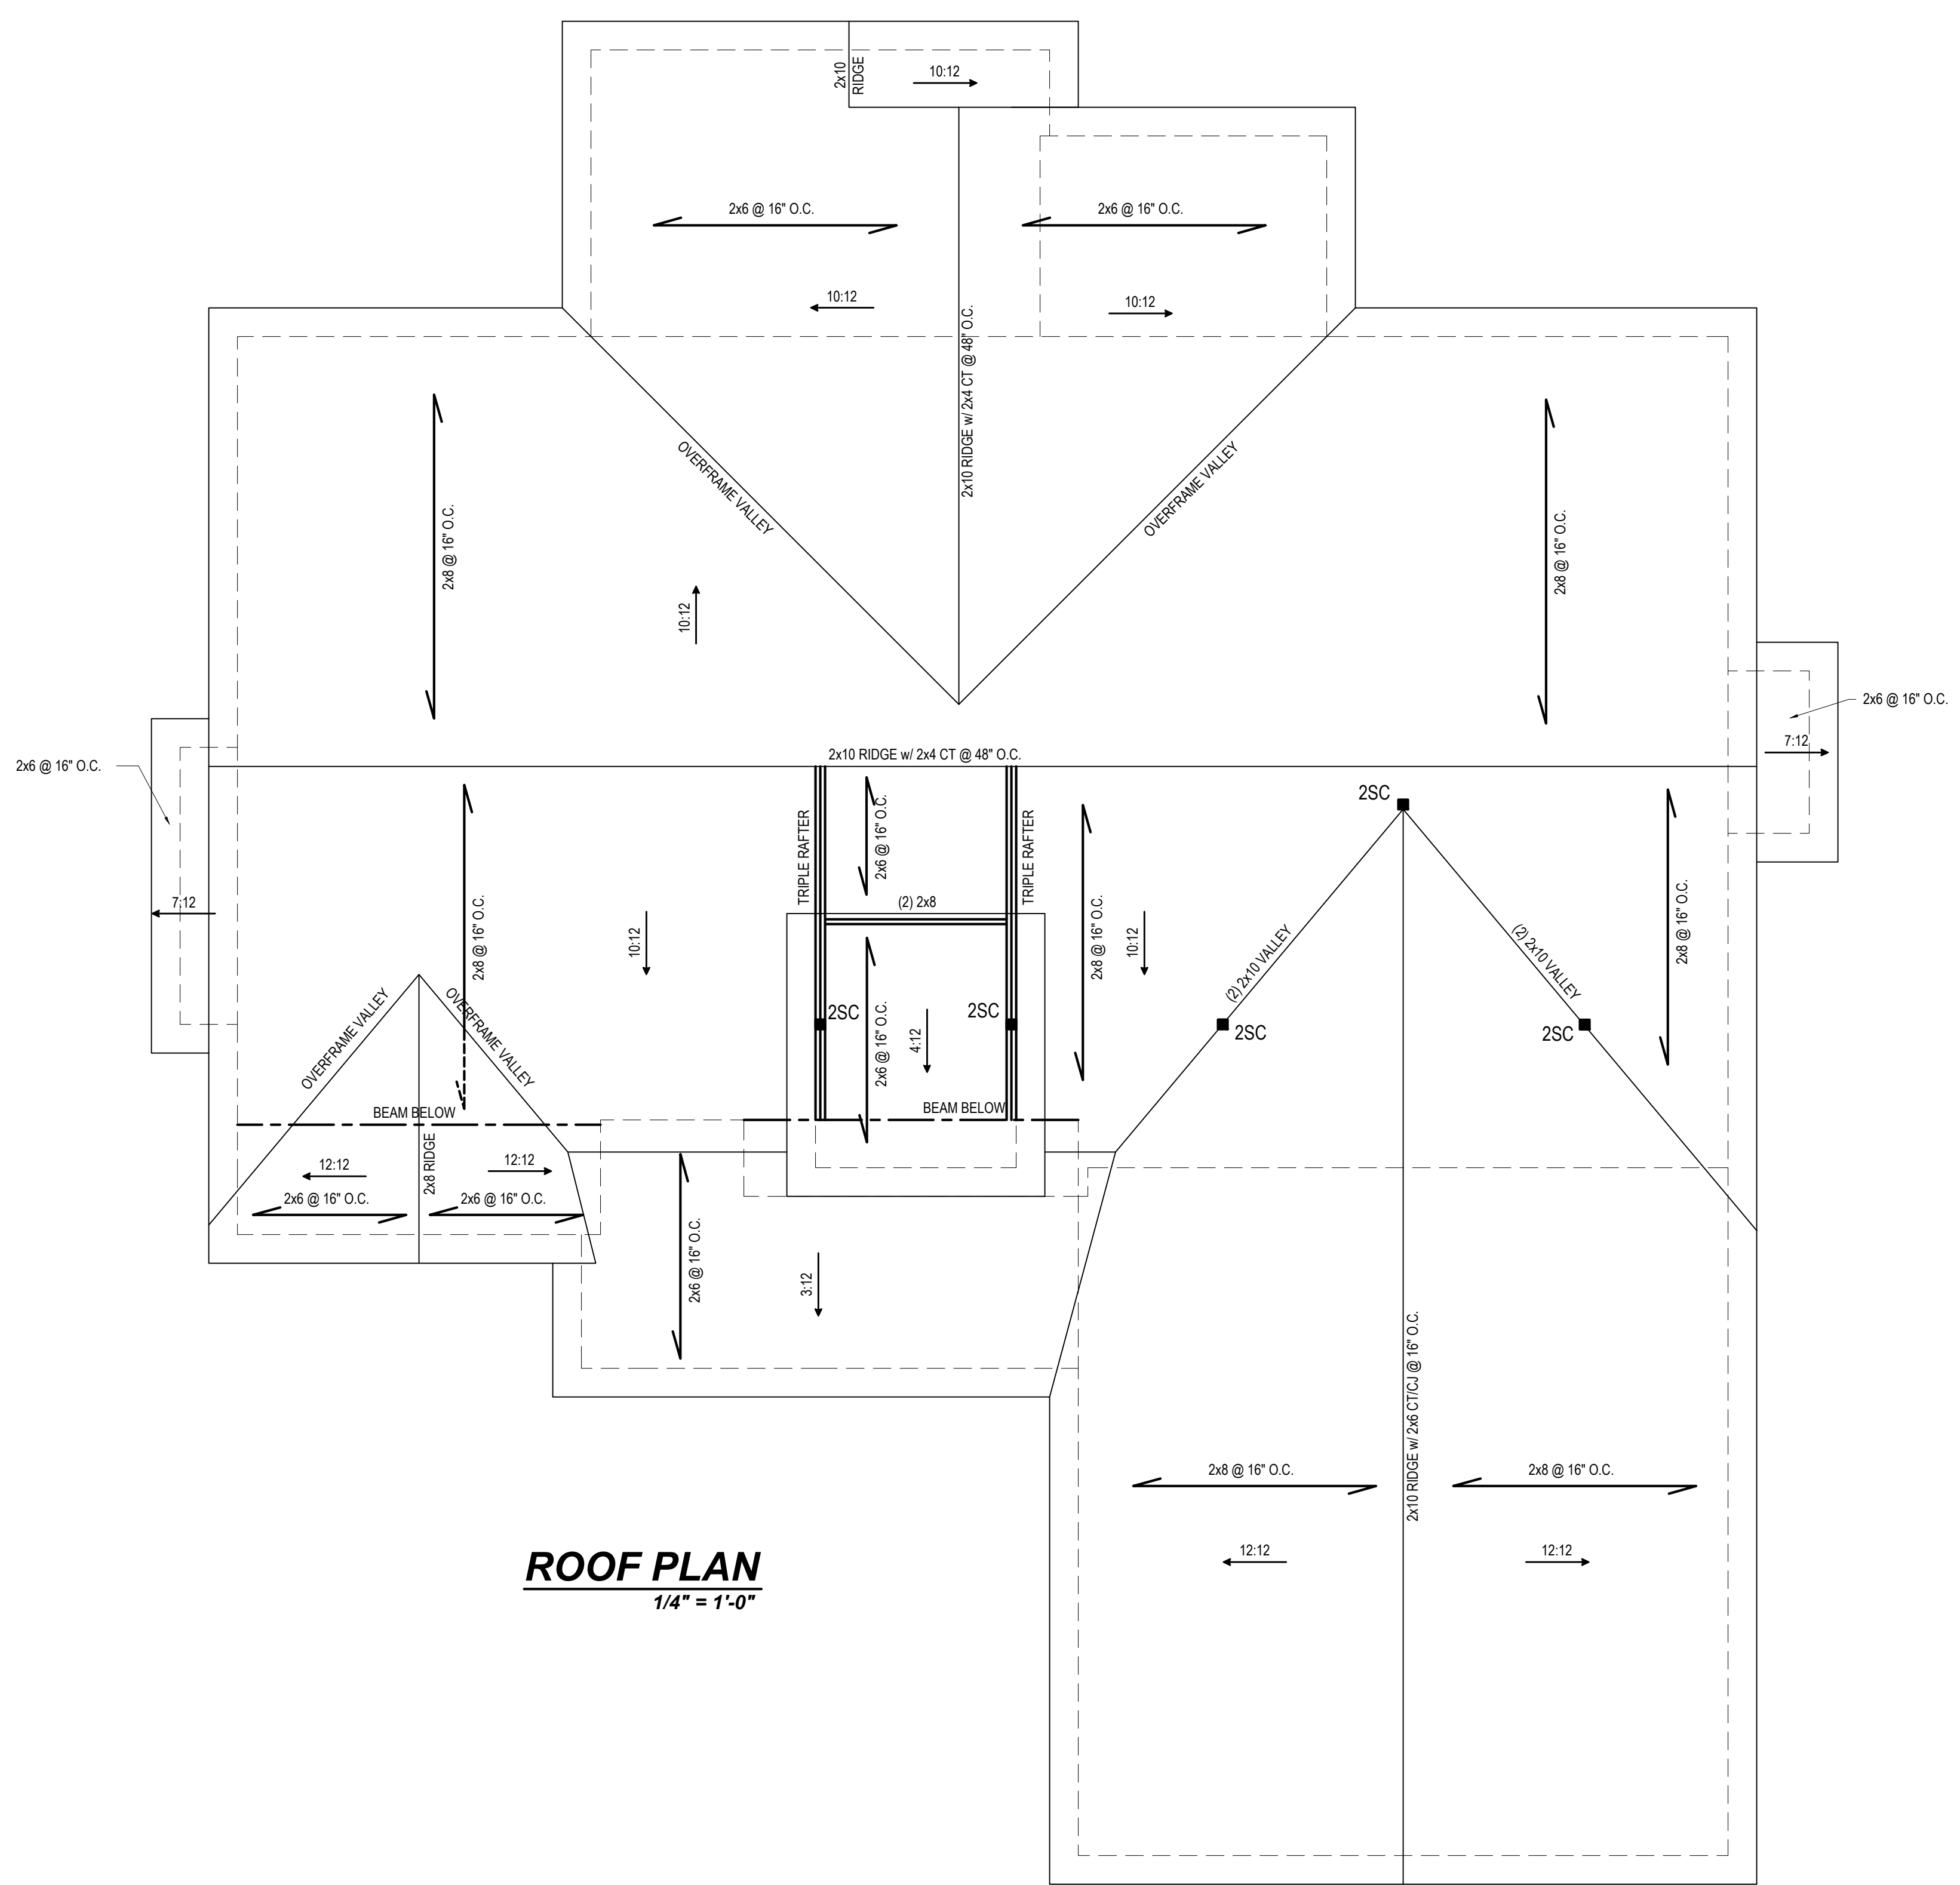 2x10
RIDGE
10:12
2x6 @ 16" O.C.
2x6 @ 16" O.C.
10:12
10:12
2x10 RIDGE w/ 2x4 CT @ 48" O.C.
OVERFRAME VALLEY
OVERFRAME VALLEY
2x8 @ 16" O.C.
2x8 @ 16" O.C.
10:12
2x6 @ 16" O.C.
7:12
2x10 RIDGE w/ 2x4 CT @ 48" O.C.
2x6 @ 16" O.C.
2SC
TRIPLE RAFTER
2x6 @ 16" O.C.
TRIPLE RAFTER
(2) 2x8
7:12
2x8 @ 16" O.C.
10:12
2x8 @ 16" O.C.
10:12
(2) 2x10 VALLEY
(2) 2x10 VALLEY
2x8 @ 16" O.C.
OVERFRAME VALLEY
OVERFRAME VALLEY
2SC
2SC
2x6 @ 16" O.C.
4:12
2SC
2SC
BEAM BELOW
BEAM BELOW
12:12
2x8 RIDGE
12:12
2x6 @ 16" O.C.
2x6 @ 16" O.C.
2x6 @ 16" O.C.
3:12
2x10 RIDGE w/ 2x6 CT/CJ @ 16" O.C.
2x8 @ 16" O.C.
2x8 @ 16" O.C.
12:12
12:12
ROOF PLAN
1/4" = 1'-0"